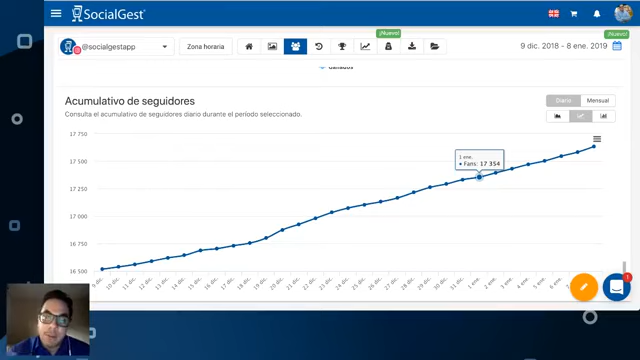 SocialGest
¡Nuevo!
@socialgestapp
Zona horaria
¡Nuevo!
9 dic. 2018 - 8 ene. 2019
Ganados
Acumulativo de seguidores
Consulta el acumulativo de seguidores diario durante el periodo seleccionado.
Diario
Mensual
17 750
17 500
17 250
17 000
16 750
16 500
1 ene.
Fans: 17 354
9 dic.
10 dic.
11 dic.
12 dic.
13 dic.
14 dic.
15 dic.
16 dic.
17 dic.
18 dic.
19 dic.
20 dic.
21 dic.
22 dic.
23 dic.
24 dic.
25 dic.
26 dic.
27 dic.
28 dic.
29 dic.
30 dic.
31 dic.
1 ene.
2 ene.
3 ene.
4 ene.
5 ene.
6 ene.
1